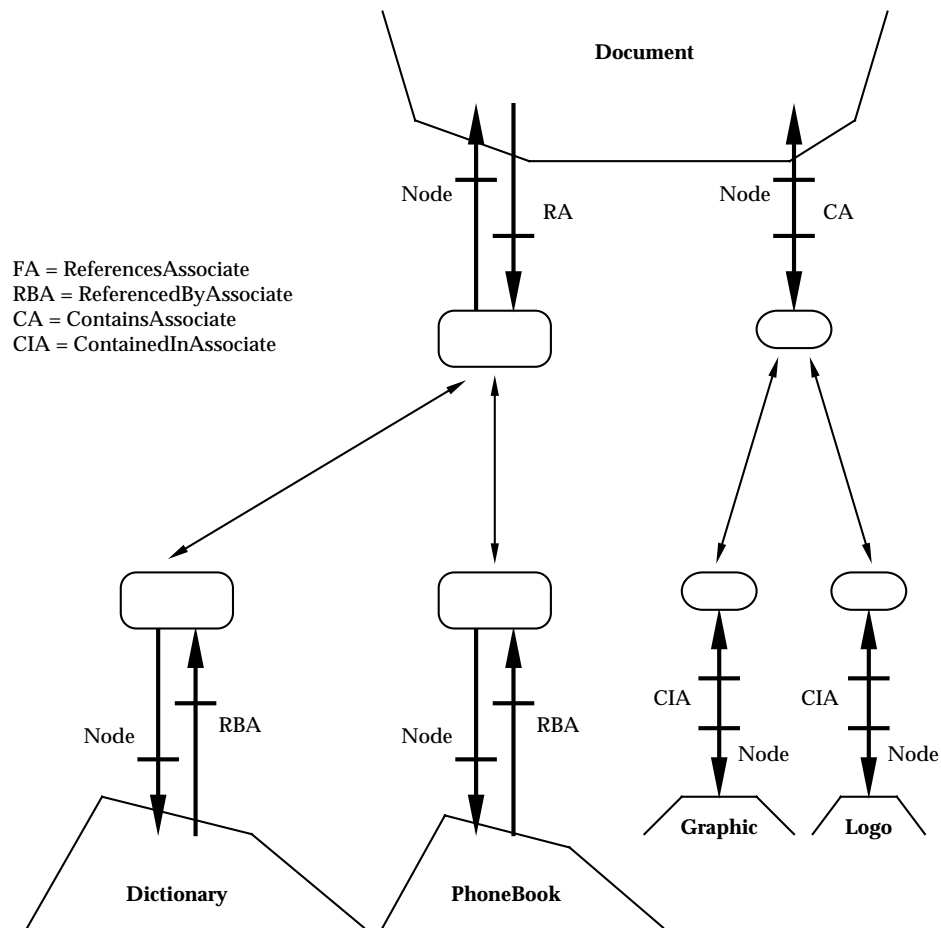 Document
Node
RA
Node
CA
FA = ReferencesAssociate
RBA = ReferencedByAssociate
CA = ContainsAssociate
CIA = ContainedInAssociate
Node
RBA
Node
RBA
CIA
Node
CIA
Node
Dictionary
PhoneBook
Graphic
Logo